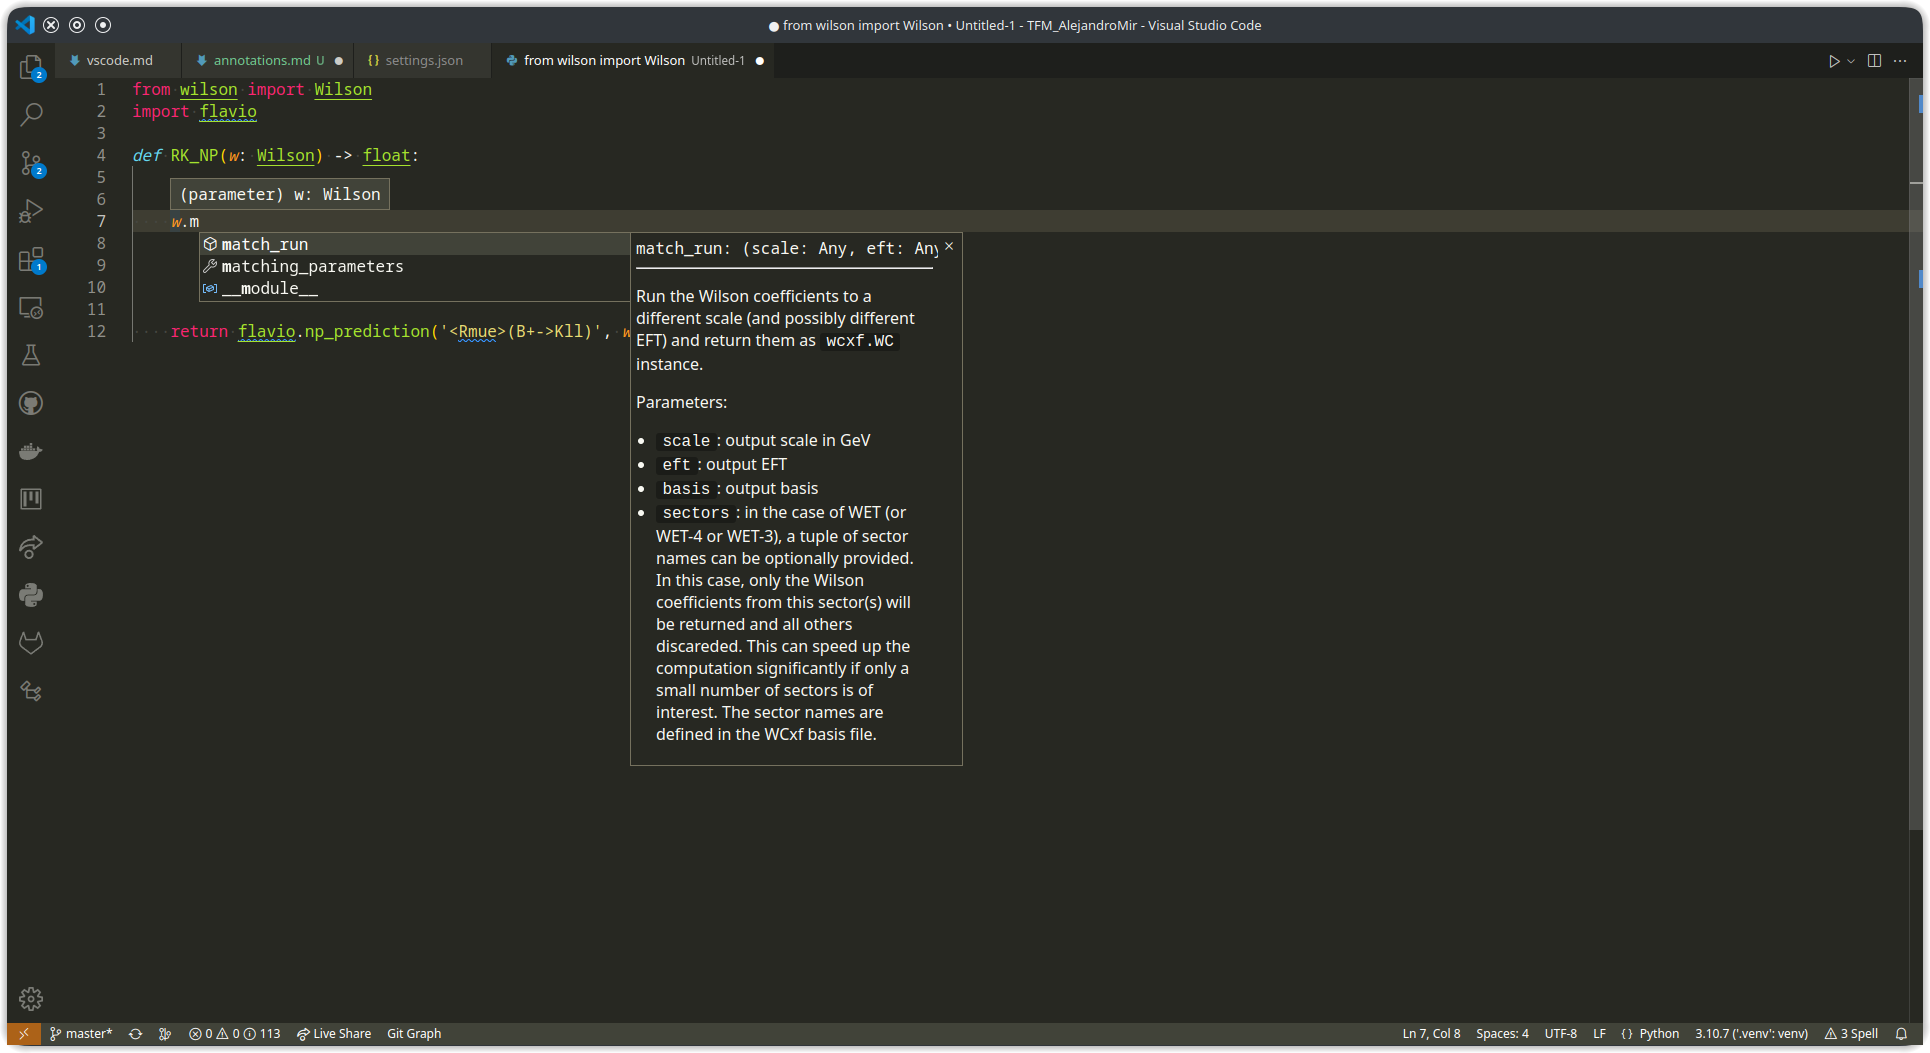 from wilson import Wilson • Untitled-1 - TFM_AlejandroMir - Visual Studio Code
vscode.md
annotations.md U
{} settings.json
from wilson import Wilson Untitled-1
2
2
1
1 from wilson import Wilson
2 import flavio
3
4 def RK_NP(w: Wilson) -> float:
5
6
(parameter) w: Wilson
7 w.m
8
9
10
11
12 return flavio.np_prediction('<Rmue>(B+->Kll)', w
match_run
matching_parameters
__module__
match_run: (scale: Any, eft: Any
Run the Wilson coefficients to a
different scale (and possibly different
EFT) and return them as wcxf.WC
instance.
Parameters:
• scale : output scale in GeV
• eft : output EFT
• basis : output basis
• sectors : in the case of WET (or
WET-4 or WET-3), a tuple of sector
names can be optionally provided.
In this case, only the Wilson
coefficients from this sector(s) will
be returned and all others
discareded. This can speed up the
computation significantly if only a
small number of sectors is of
interest. The sector names are
defined in the WCxf basis file.
master* 0 0 113 Live Share Git Graph
Ln 7, Col 8 Spaces: 4 UTF-8 LF {} Python 3.10.7 ('.venv': venv) 3 Spell